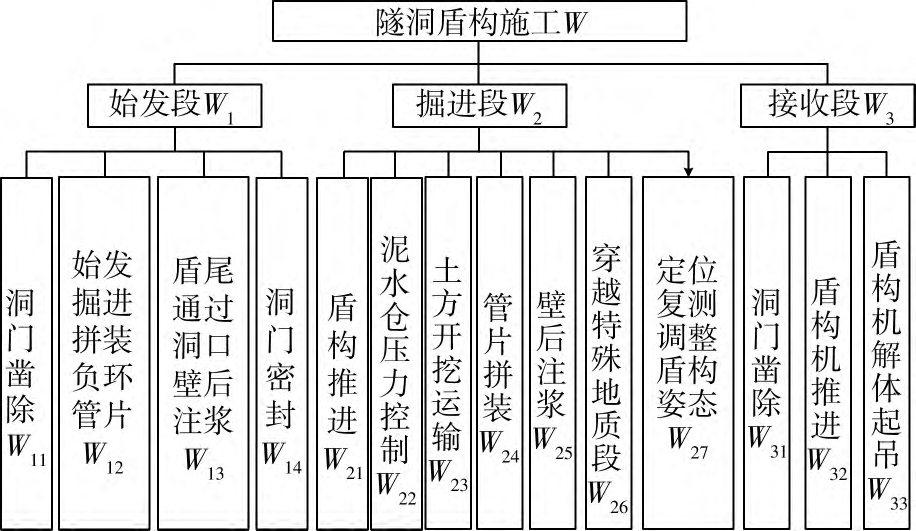 隧洞盾构施工W
始发段W1
掘进段W2
接收段W3
洞门凿除W11
始发掘进拼装负环管片W12
盾尾通过洞口壁后注浆W13
洞门密封W14
盾构推进W21
泥水仓压力控制W22
土方开挖运输W23
管片拼装W24
壁后注浆W25
穿越特殊地质段W26
定位复测调整盾构姿态W27
洞门凿除W31
盾构机推进W32
盾构机解体起吊W33